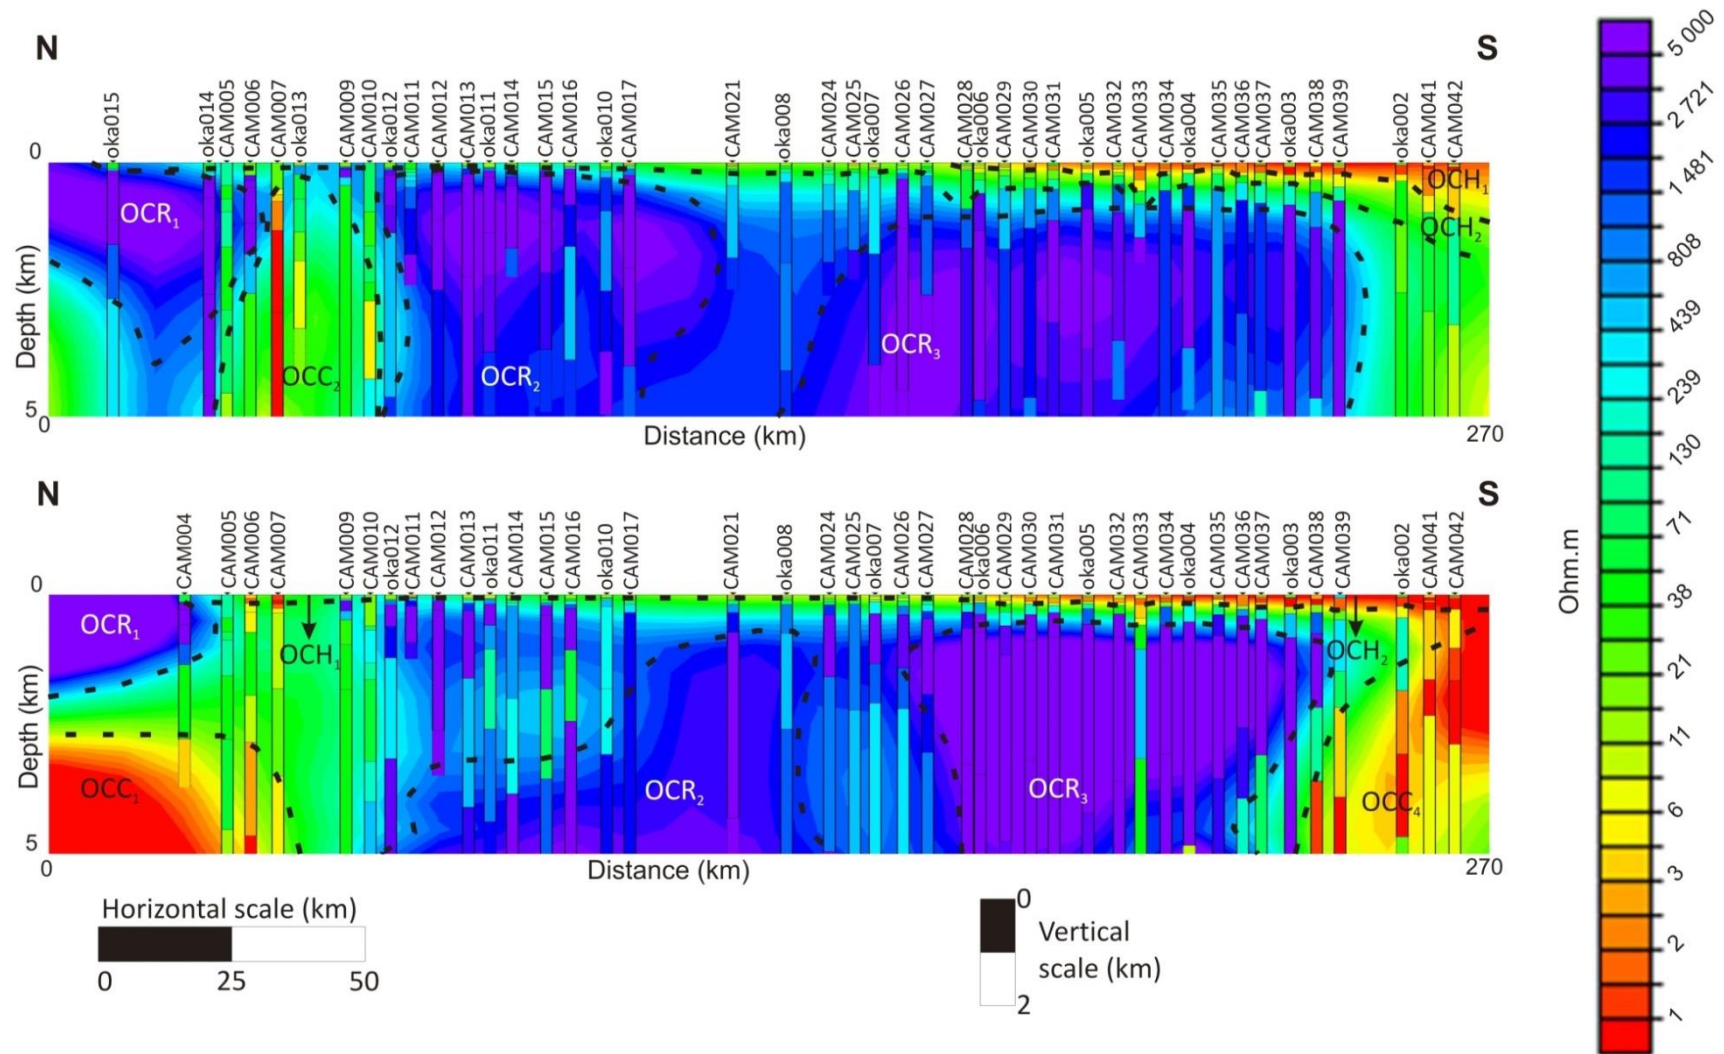 N S
oka015 oka014 CAM005 CAM006 CAM007 oka013 CAM009 CAM010 oka012 CAM011 CAM012 CAM013 oka011 CAM014 CAM015 CAM016 oka010 CAM017 CAM021 oka008 CAM024 CAM025 oka007 CAM026 CAM027 CAM028 oka006 CAM029 CAM030 CAM031 oka005 CAM032 CAM033 CAM034 oka004 CAM035 CAM036 CAM037 oka003 CAM038 CAM039 oka002 CAM041 CAM042
0
Depth (km)
OCR₁ OCC₂ OCR₂ OCR₃ OCH₁ OCH₂
5
0 Distance (km) 270
N S
CAM004 CAM005 CAM006 CAM007 CAM009 CAM010 oka012 CAM011 CAM012 CAM013 oka011 CAM014 CAM015 CAM016 oka010 CAM017 CAM021 oka008 CAM024 CAM025 oka007 CAM026 CAM027 CAM028 oka006 CAM029 CAM030 CAM031 oka005 CAM032 CAM033 CAM034 oka004 CAM035 CAM036 CAM037 oka003 CAM038 CAM039 oka002 CAM041 CAM042
0
Depth (km)
OCR₁ OCH₁ OCC₁ OCR₂ OCR₃ OCH₂ OCC₄
5
0 Distance (km) 270
Horizontal scale (km)
0 25 50
0
Vertical
scale (km)
2
Ohm.m
5 000
2 721
1 481
808
439
239
130
71
38
21
11
6
3
2
1